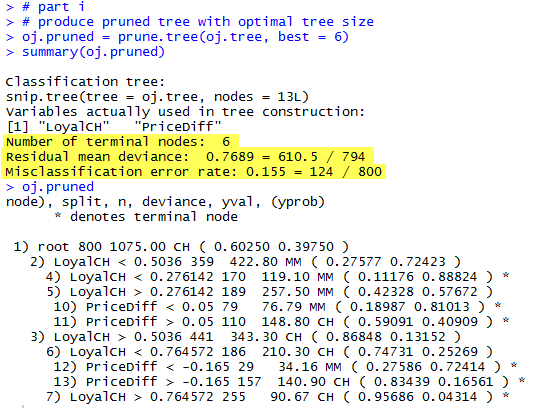 > # part i
> # produce pruned tree with optimal tree size
> oj.pruned = prune.tree(oj.tree, best = 6)
> summary(oj.pruned)

Classification tree:
snip.tree(tree = oj.tree, nodes = 13L)
Variables actually used in tree construction:
[1] "LoyalCH"   "PriceDiff"
Number of terminal nodes:  6
Residual mean deviance:  0.7689 = 610.5 / 794
Misclassification error rate: 0.155 = 124 / 800
> oj.pruned
node), split, n, deviance, yval, (yprob)
      * denotes terminal node

 1) root 800 1075.00 CH ( 0.60250 0.39750 )
   2) LoyalCH < 0.5036 359  422.80 MM ( 0.27577 0.72423 )
     4) LoyalCH < 0.276142 170  119.10 MM ( 0.11176 0.88824 ) *
     5) LoyalCH > 0.276142 189  257.50 MM ( 0.42328 0.57672 )
      10) PriceDiff < 0.05 79   76.79 MM ( 0.18987 0.81013 ) *
      11) PriceDiff > 0.05 110  148.80 CH ( 0.59091 0.40909 ) *
   3) LoyalCH > 0.5036 441  343.30 CH ( 0.86848 0.13152 )
     6) LoyalCH < 0.764572 186  210.30 CH ( 0.74731 0.25269 )
      12) PriceDiff < -0.165 29   34.16 MM ( 0.27586 0.72414 ) *
      13) PriceDiff > -0.165 157  140.90 CH ( 0.83439 0.16561 ) *
     7) LoyalCH > 0.764572 255   90.67 CH ( 0.95686 0.04314 ) *